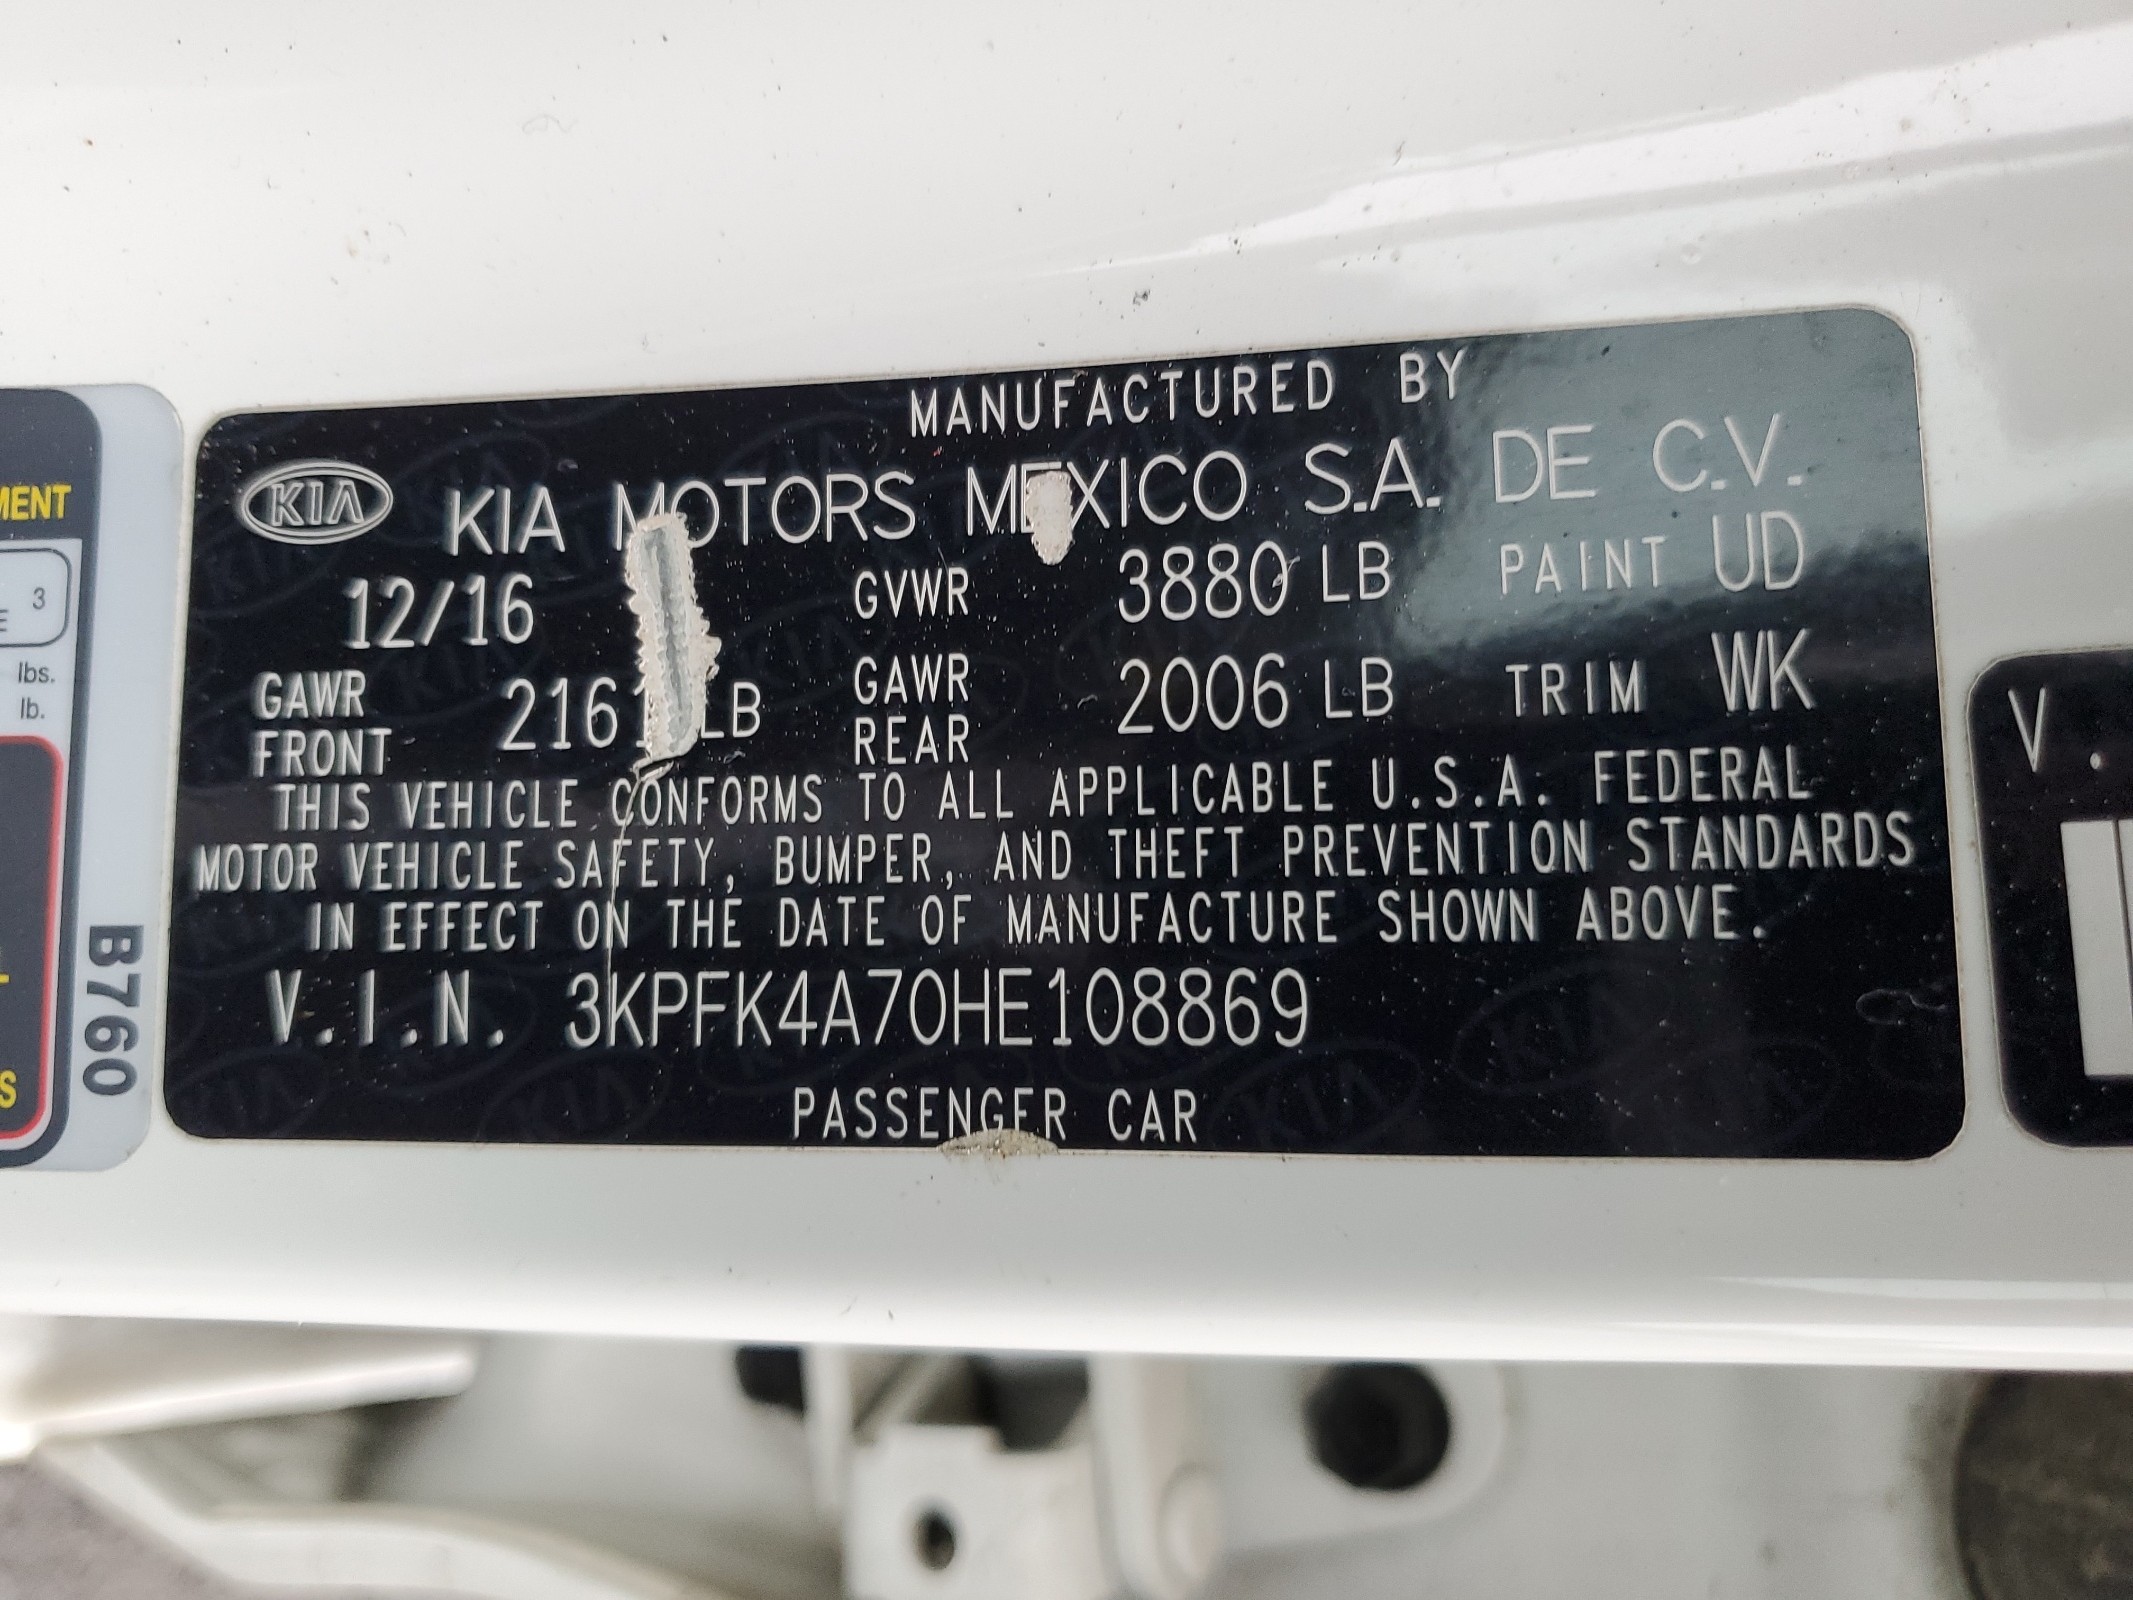 MENT
3
E
lbs.
lb.
S
B760
MANUFACTURED BY
KIA
KIA MOTORS MEXICO S.A. DE C.V.
12/16 GVWR 3880 LB PAINT UD
GAWR FRONT LB GAWR REAR 2006 LB TRIM WK
THIS VEHICLE CONFORMS TO ALL APPLICABLE U.S.A. FEDERAL
MOTOR VEHICLE SAFETY, BUMPER, AND THEFT PREVENTION STANDARDS
IN EFFECT ON THE DATE OF MANUFACTURE SHOWN ABOVE.
V.I.N. 3KPFK4A70HE108869
PASSENGER CAR
V.